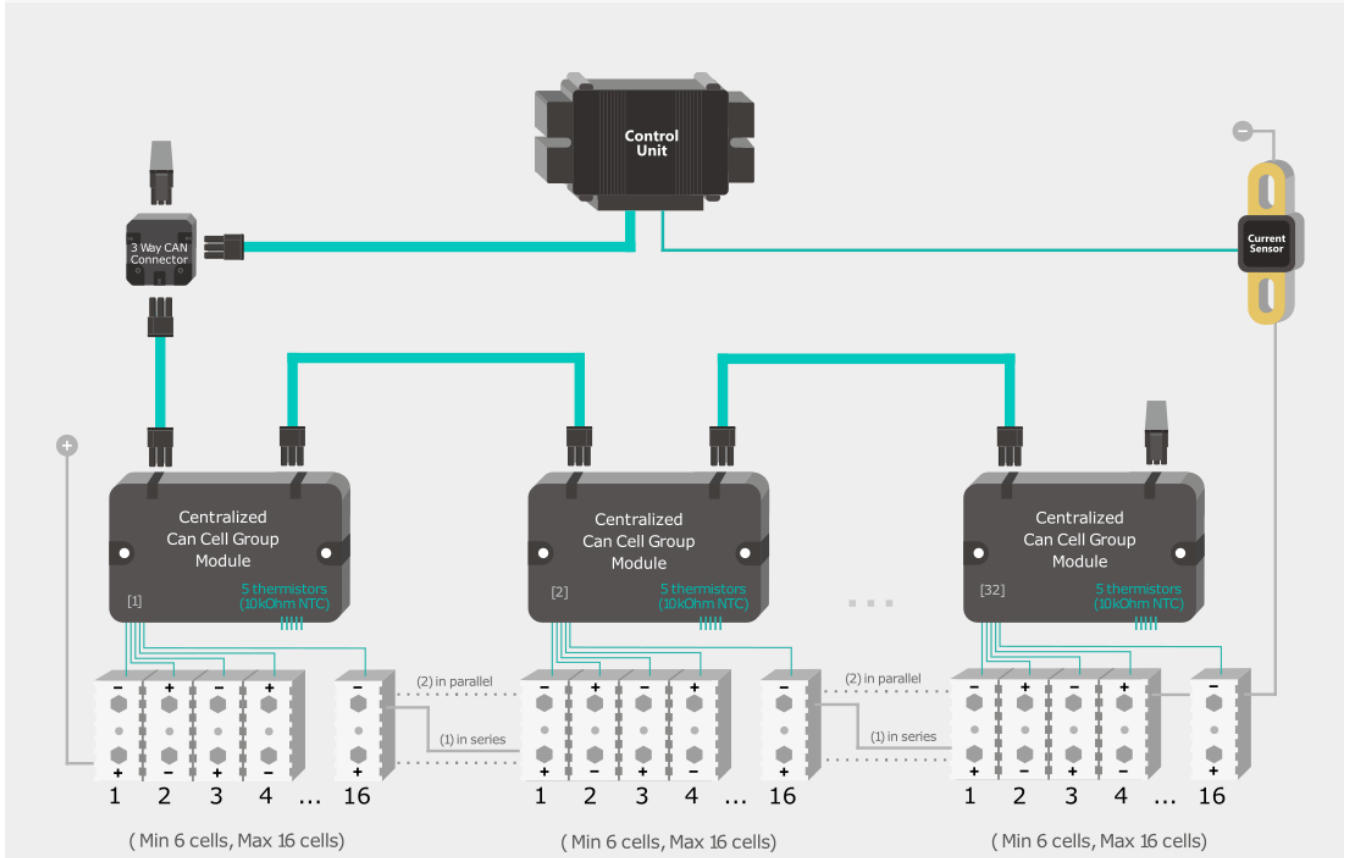 Control
Unit
−
3 Way CAN
Connector
Current
Sensor
+
Centralized
Can Cell Group
Module
5 thermistors
(10kOhm NTC)
[1]
Centralized
Can Cell Group
Module
5 thermistors
(10kOhm NTC)
[2]
...
Centralized
Can Cell Group
Module
5 thermistors
(10kOhm NTC)
[32]
− + − + −
+ − + − +
(2) in parallel
(1) in series
− + − + −
+ − + − +
(2) in parallel
(1) in series
− + − + −
+ − + − +
1 2 3 4 ... 16
1 2 3 4 ... 16
1 2 3 4 ... 16
( Min 6 cells, Max 16 cells)
( Min 6 cells, Max 16 cells)
( Min 6 cells, Max 16 cells)